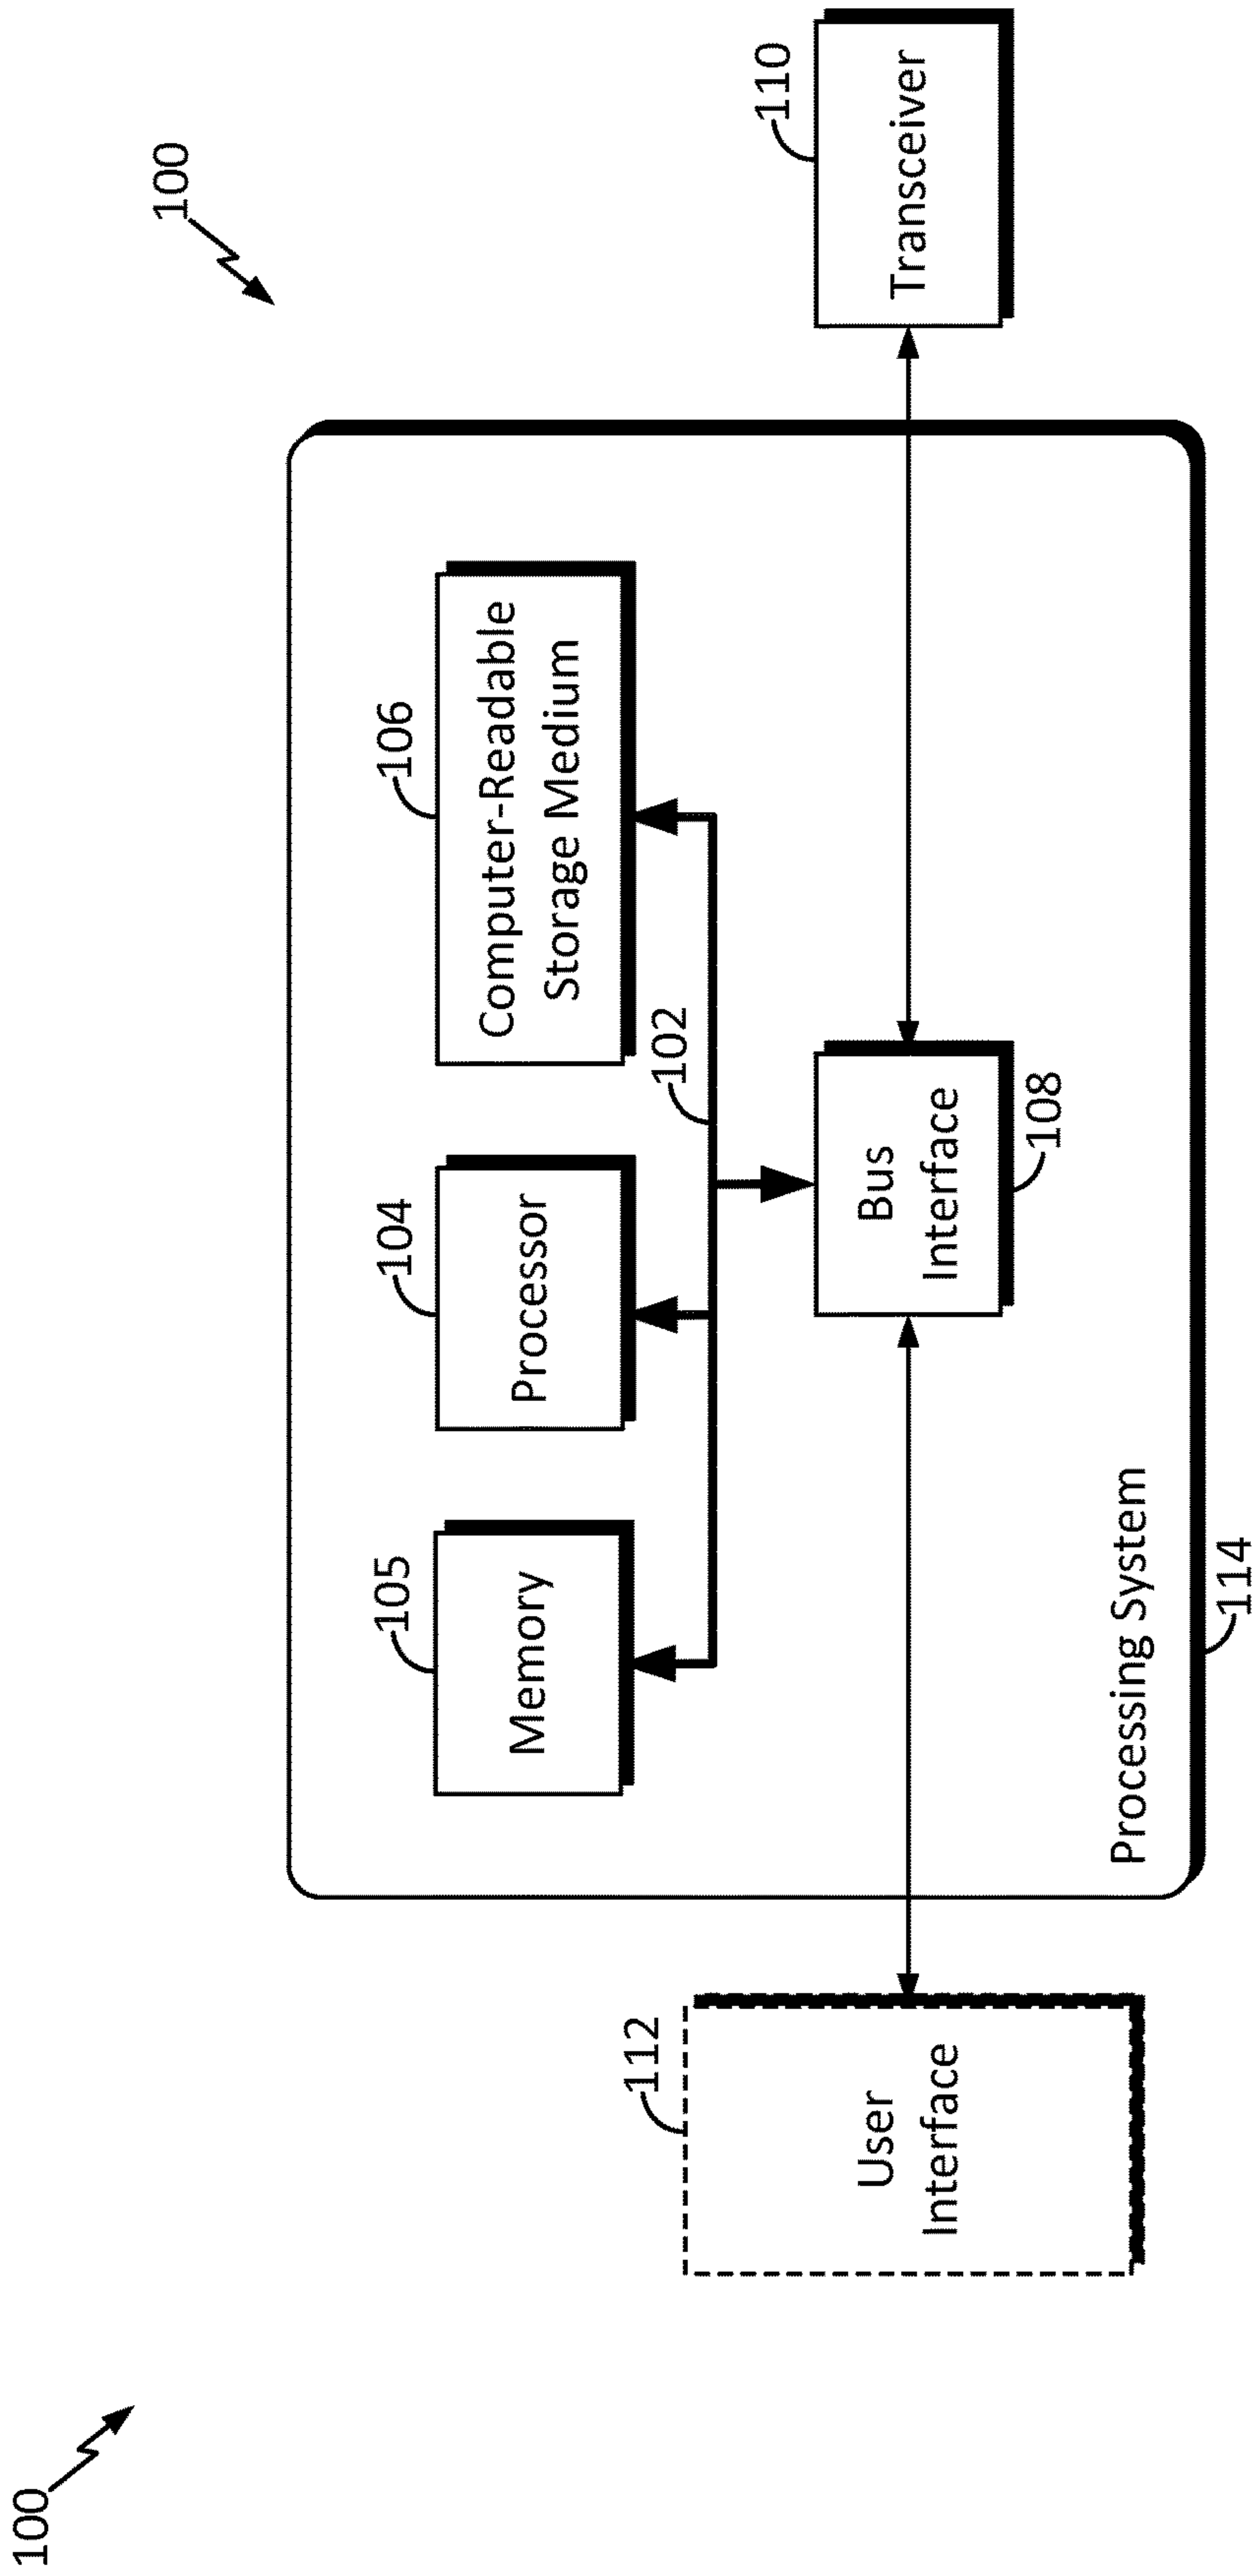 100
100
105
104
106
Memory
Processor
Computer-Readable
Storage Medium
102
112
110
User
Interface
Bus
Interface
Transceiver
108
Processing System
114